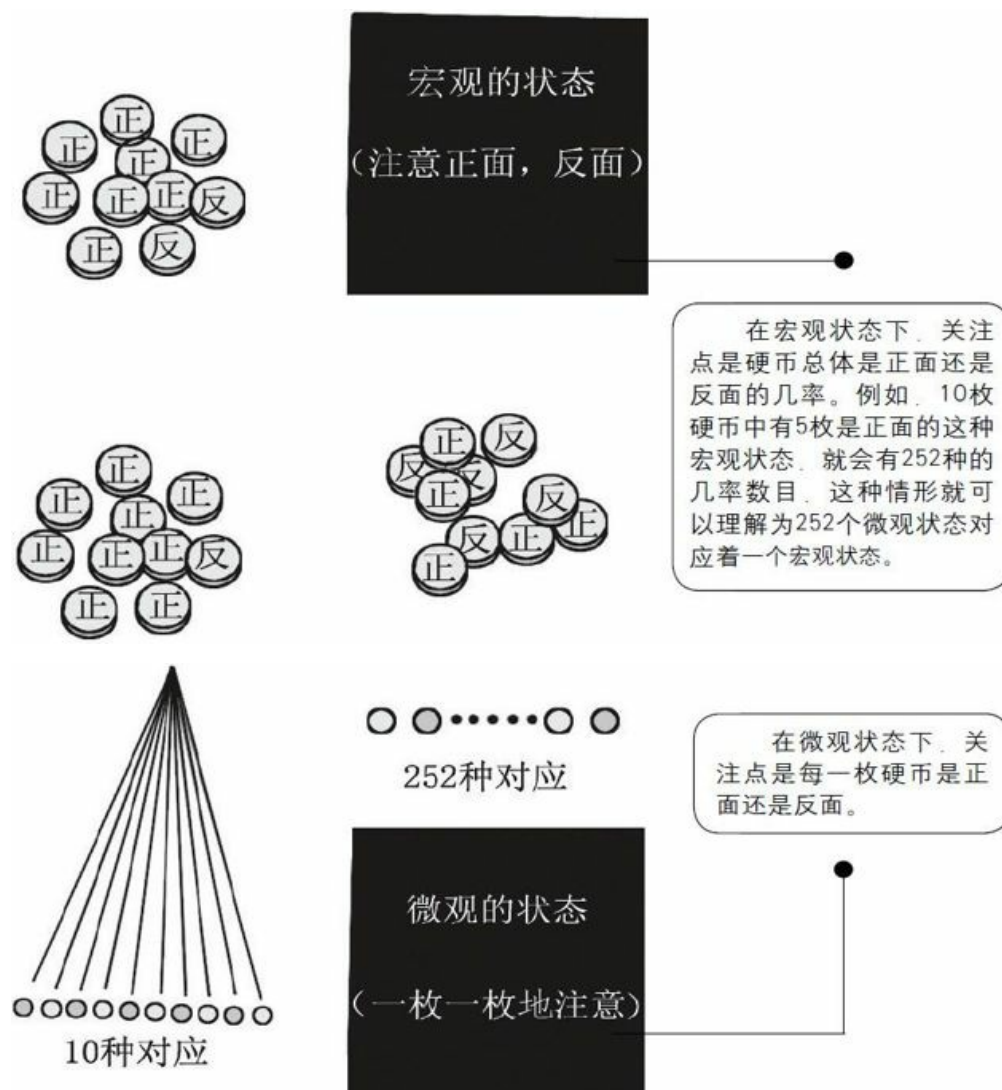 宏观的状态
（注意正面，反面）
正
正 正
正
正 正 正 反
正 反
在宏观状态下．关注
点是硬币总体是正面还是
反面的几率。例如．10枚
硬币中有5枚是正面的这种
宏观状态．就会有252种的
几率数目．这种情形就可
以理解为252个微观状态对
应着一个宏观状态。
正
正 正
正
正 正 正 反
正 正
正 反
反 反
正 反
反 正 正
正
252种对应
在微观状态下．关
注点是每一枚硬币是正
面还是反面。
微观的状态
（一枚一枚地注意）
10种对应